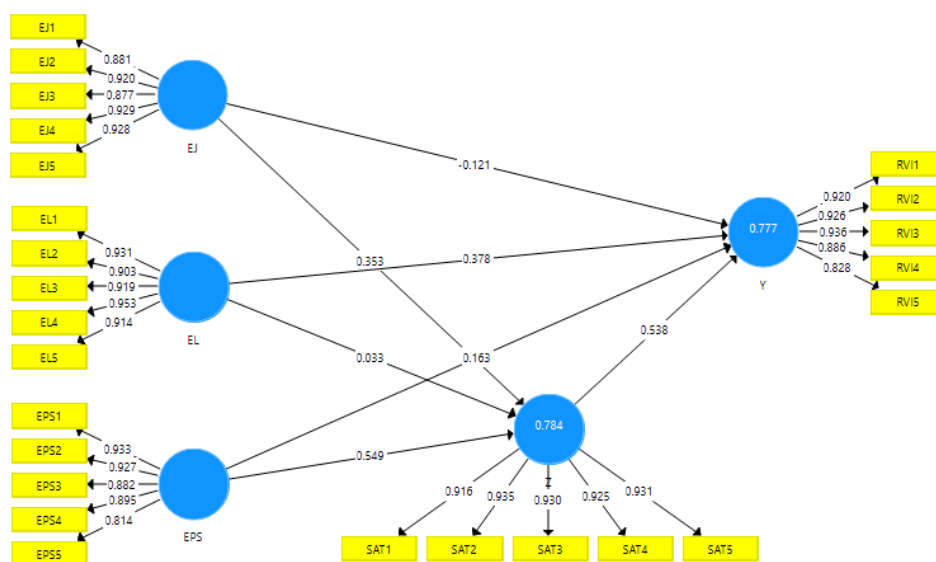 EJ1
EJ2
EJ3
EJ4
EJ5
0.881
0.920
0.877
0.929
0.928
EJ
EL1
EL2
EL3
EL4
EL5
0.931
0.903
0.919
0.953
0.914
EL
EPS1
EPS2
EPS3
EPS4
EPS5
0.933
0.927
0.882
0.895
0.814
EPS
-0.121
0.353
0.378
0.033
0.163
0.549
0.538
0.777
Y
0.920
0.926
0.936
0.886
0.828
RVI1
RVI2
RVI3
RVI4
RVI5
0.784
Z
0.916
0.935
0.930
0.925
0.931
SAT1
SAT2
SAT3
SAT4
SAT5